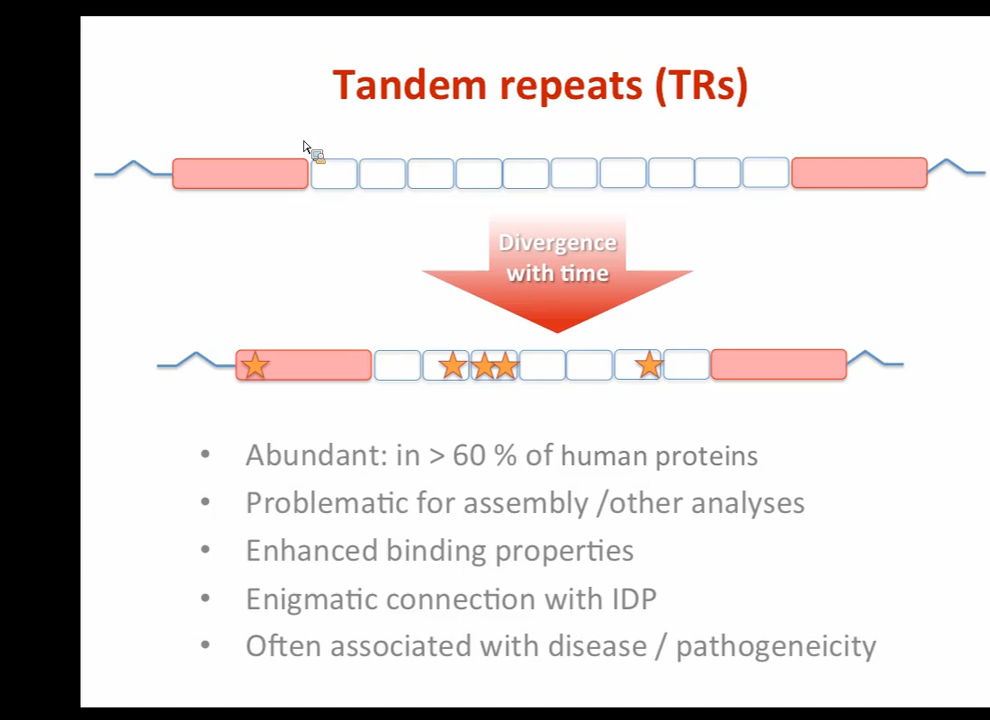 Tandem repeats (TRs)
Divergence
with time
• Abundant: in > 60 % of human proteins
• Problematic for assembly /other analyses
• Enhanced binding properties
• Enigmatic connection with IDP
• Often associated with disease / pathogeneicity